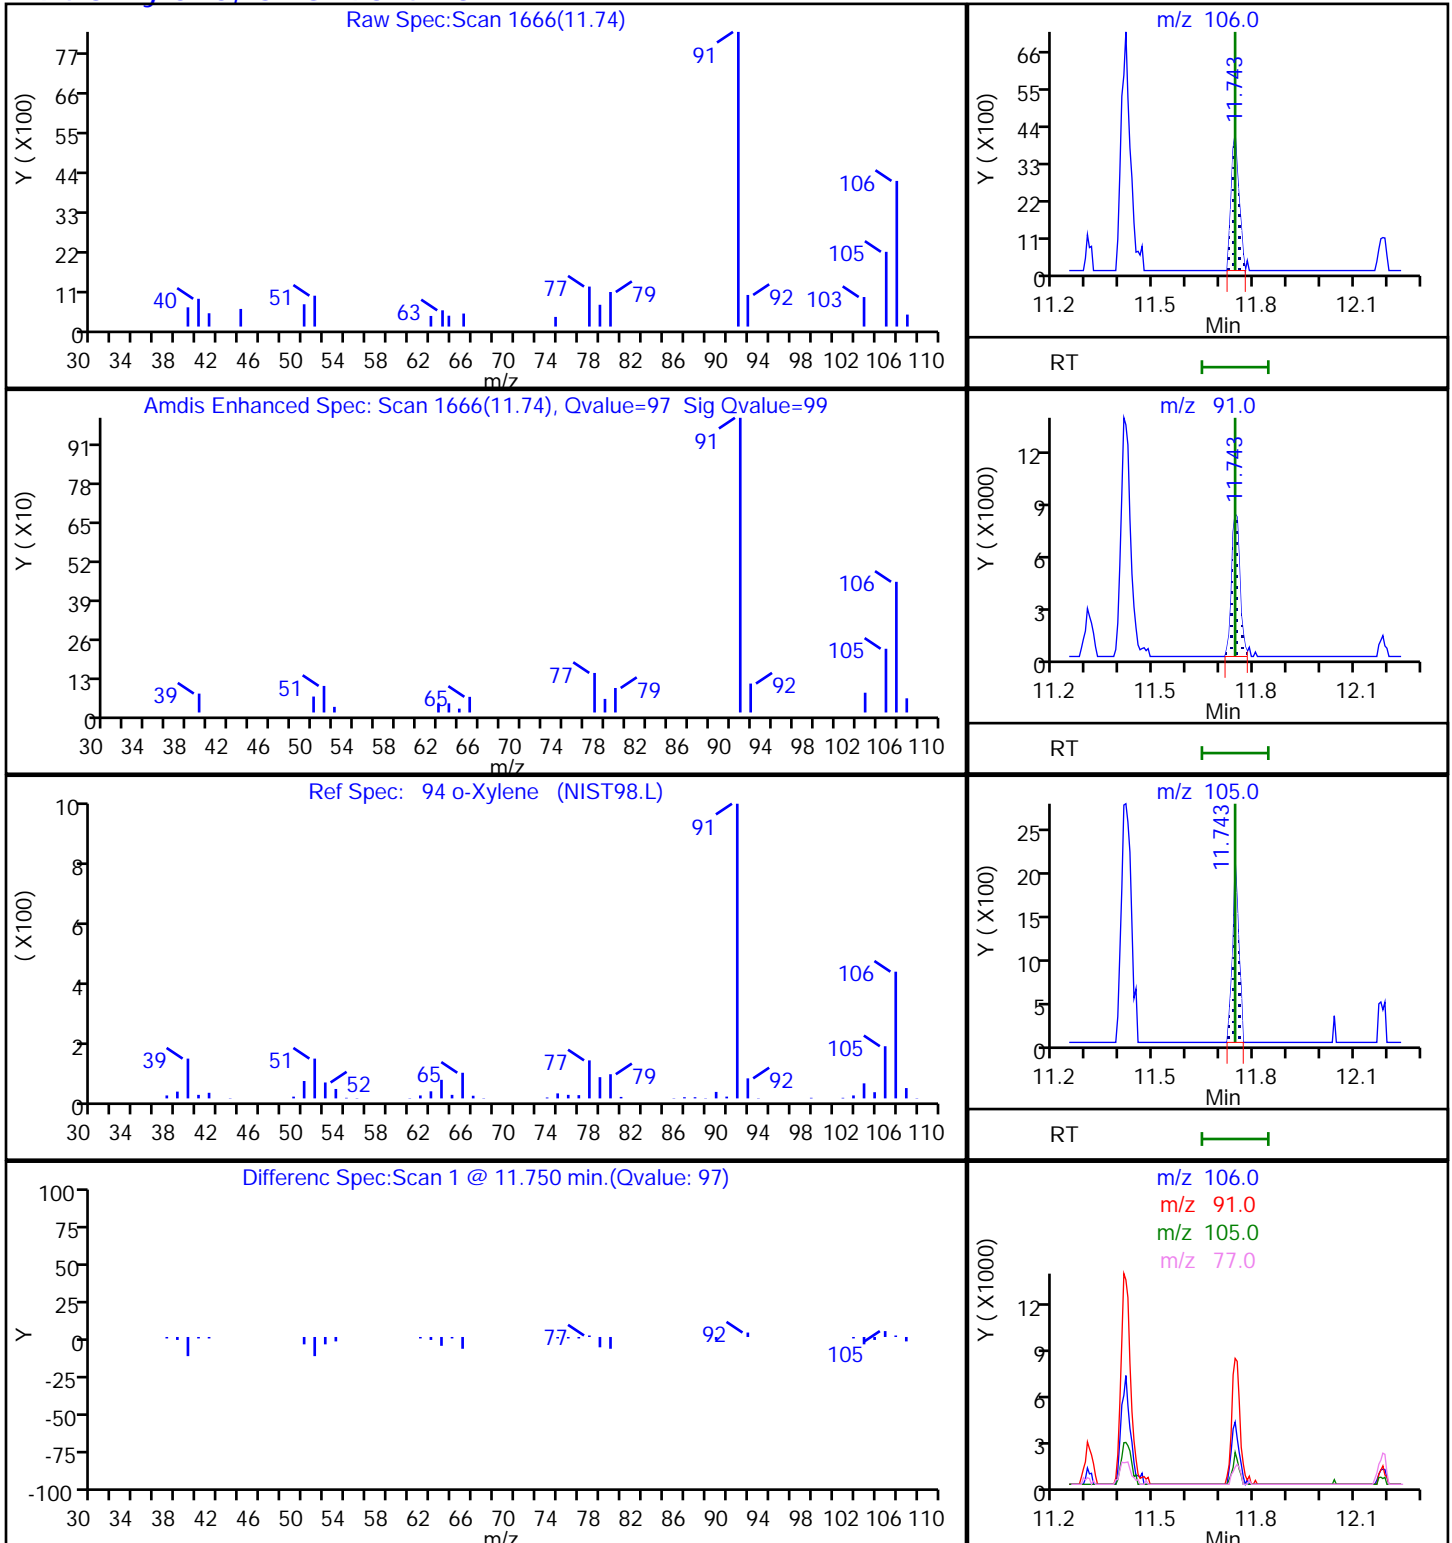 Raw Spec:Scan 1666(11.74)
Y ( X100)
77
66
55
44
33
22
11
0
40
51
63
77
79
91
92
103
105
106
30 34 38 42 46 50 54 58 62 66 70 74 78 82 86 90 94 98 102 106 110
m/z
m/z 106.0
Y ( X100)
66
55
44
33
22
11
0
11.743
11.2 11.5 11.8 12.1
Min
RT
Amdis Enhanced Spec: Scan 1666(11.74), Qvalue=97 Sig Qvalue=99
Y ( X10)
91
78
65
52
39
26
13
0
39
51
65
77
79
91
92
105
106
30 34 38 42 46 50 54 58 62 66 70 74 78 82 86 90 94 98 102 106 110
m/z
m/z 91.0
Y ( X1000)
12
9
6
3
0
11.743
11.2 11.5 11.8 12.1
Min
RT
Ref Spec: 94 o-Xylene (NIST98.L)
( X100)
10
8
6
4
2
0
39
51
52
65
77
79
91
92
105
106
30 34 38 42 46 50 54 58 62 66 70 74 78 82 86 90 94 98 102 106 110
m/z 105.0
Y ( X100)
25
20
15
10
5
0
11.743
11.2 11.5 11.8 12.1
Min
RT
Differenc Spec:Scan 1 @ 11.750 min.(Qvalue: 97)
Y
100
75
50
25
0
-25
-50
-75
-100
77
92
105
30 34 38 42 46 50 54 58 62 66 70 74 78 82 86 90 94 98 102 106 110
m/z
m/z 106.0
m/z 91.0
m/z 105.0
m/z 77.0
Y ( X1000)
12
9
6
3
0
11.2 11.5 11.8 12.1
Min